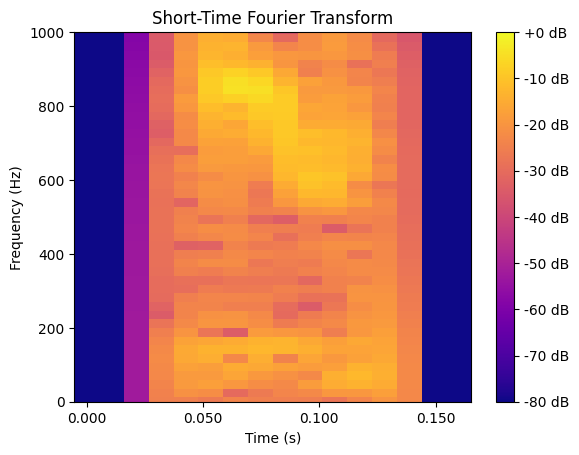 Short-Time Fourier Transform
Frequency (Hz)
1000
800
600
400
200
0
0.000
0.050
0.100
0.150
Time (s)
+0 dB
-10 dB
-20 dB
-30 dB
-40 dB
-50 dB
-60 dB
-70 dB
-80 dB